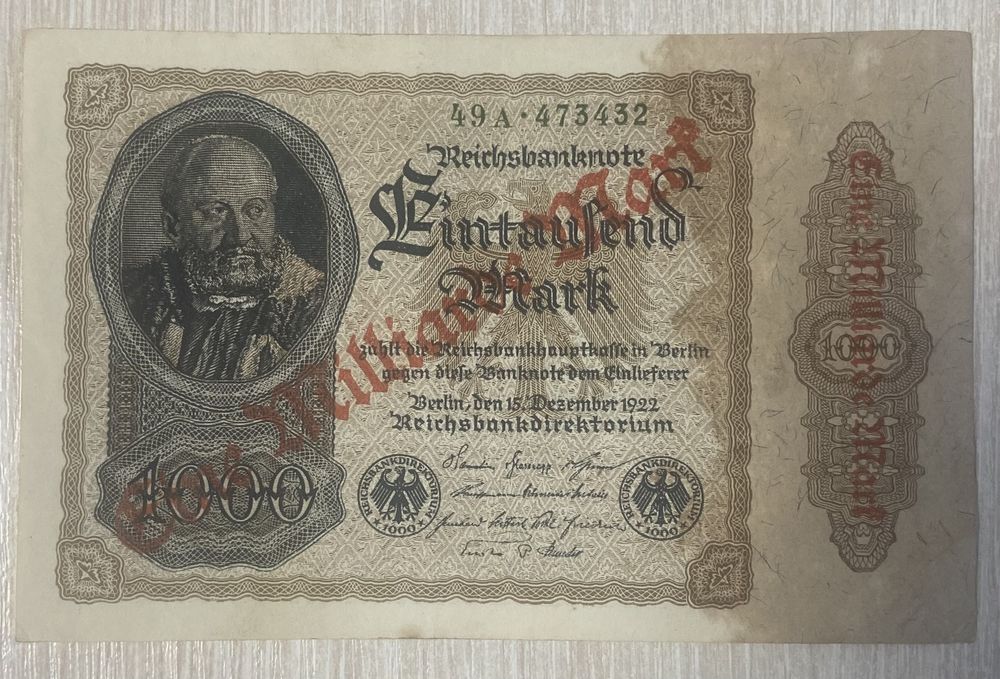 49A·473432
Reichsbanknote
Eintausend
Mark
zahlt die Reichsbankhauptkasse in Berlin
gegen diese Banknote dem Einlieferer
Berlin, den 15. Dezember 1922
Reichsbankdirektorium
Eine Milliarde Mark
1000
REICHSBANKDIREKTORIUM
1000
REICHSBANKDIREKTORIUM
1000
Eine Milliarde Mark
1000